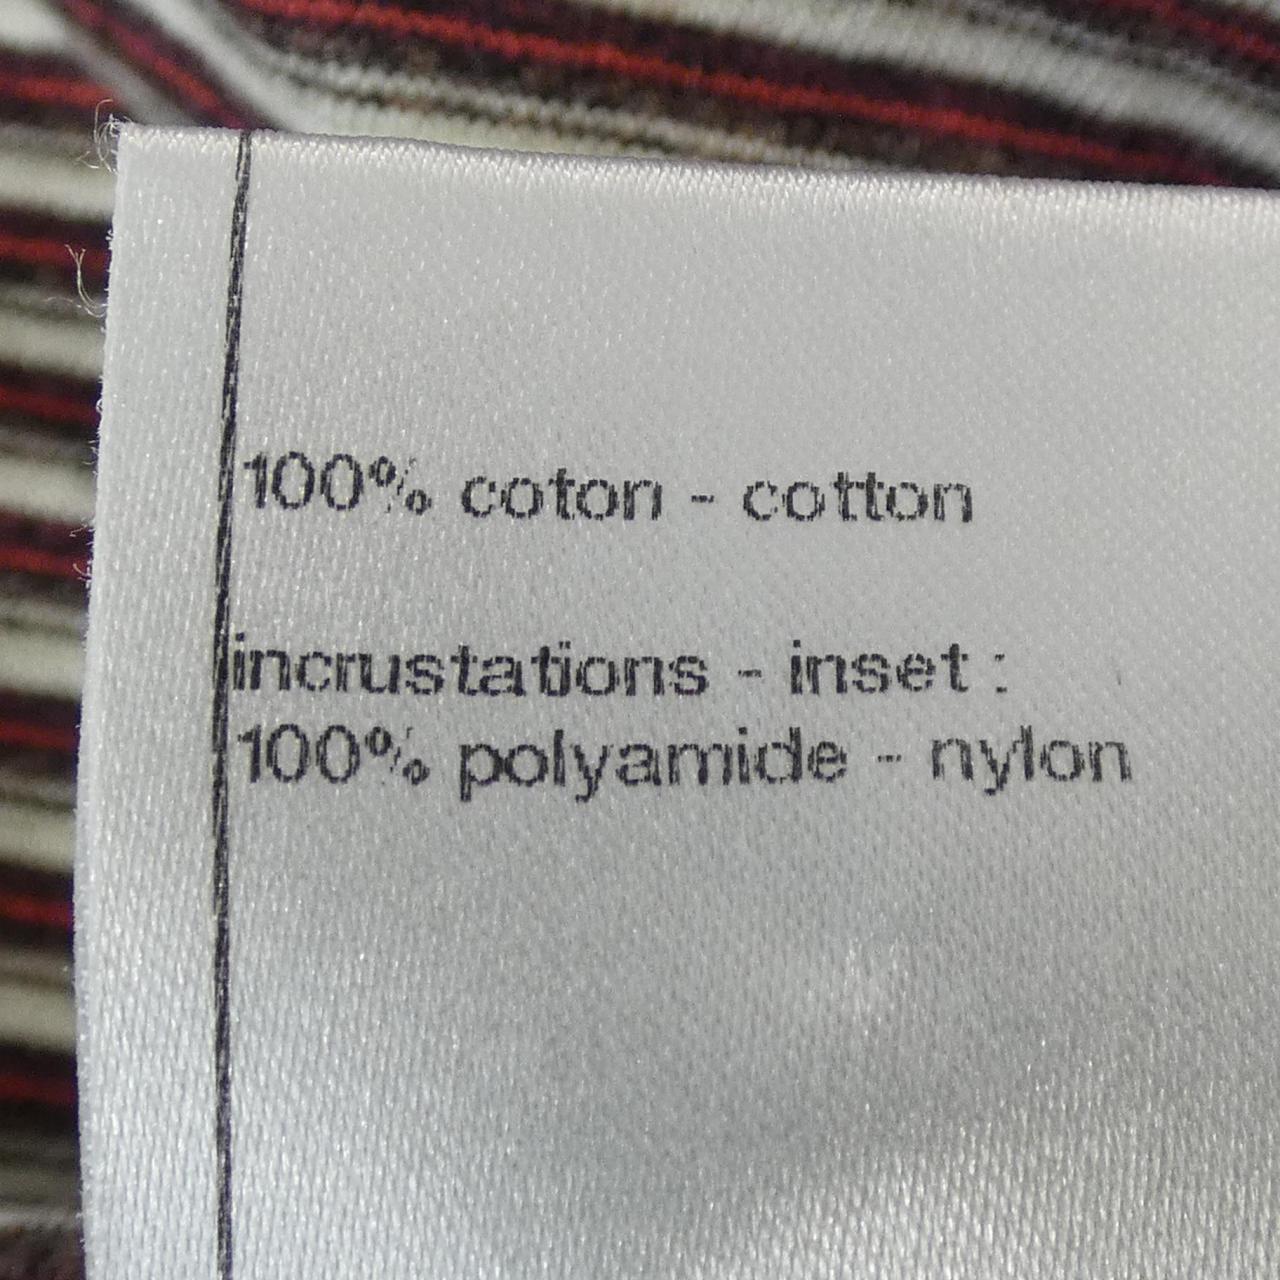 100% coton - cotton
incrustations - inset :
100% polyamide - nylon